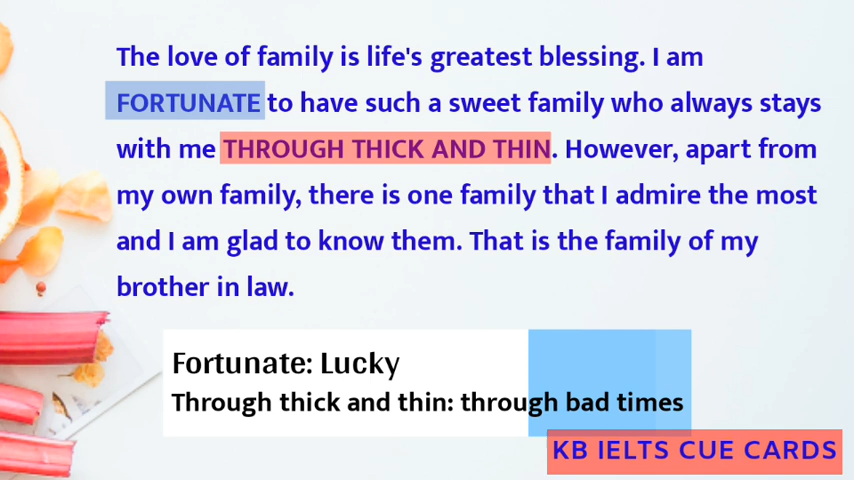 The love of family is life's greatest blessing. I am
FORTUNATE to have such a sweet family who always stays
with me THROUGH THICK AND THIN. However, apart from
my own family, there is one family that I admire the most
and I am glad to know them. That is the family of my
brother in law.
Fortunate: Lucky
Through thick and thin: through bad times
KB IELTS CUE CARDS